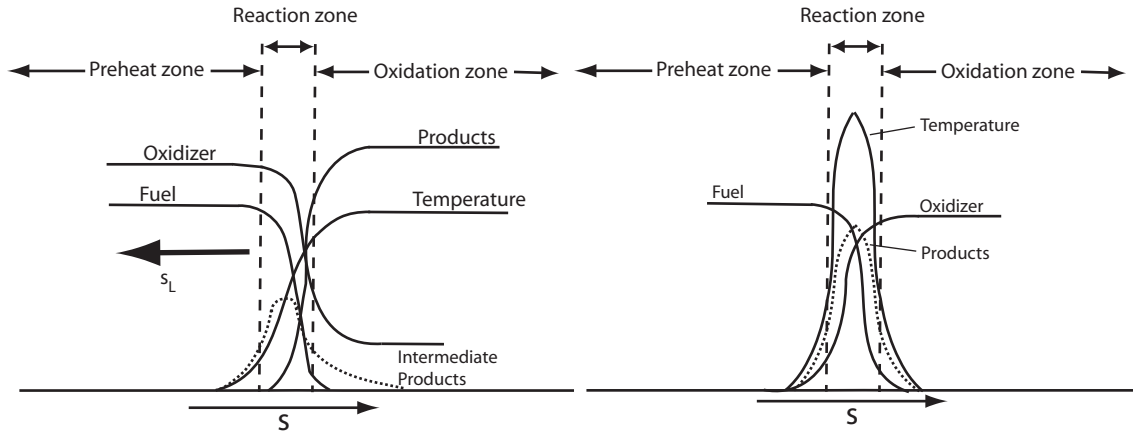 Reaction zone
Preheat zone
Oxidation zone
Products
Oxidizer
Fuel
Temperature
sL
Intermediate
Products
S
Reaction zone
Preheat zone
Oxidation zone
Temperature
Fuel
Oxidizer
Products
S